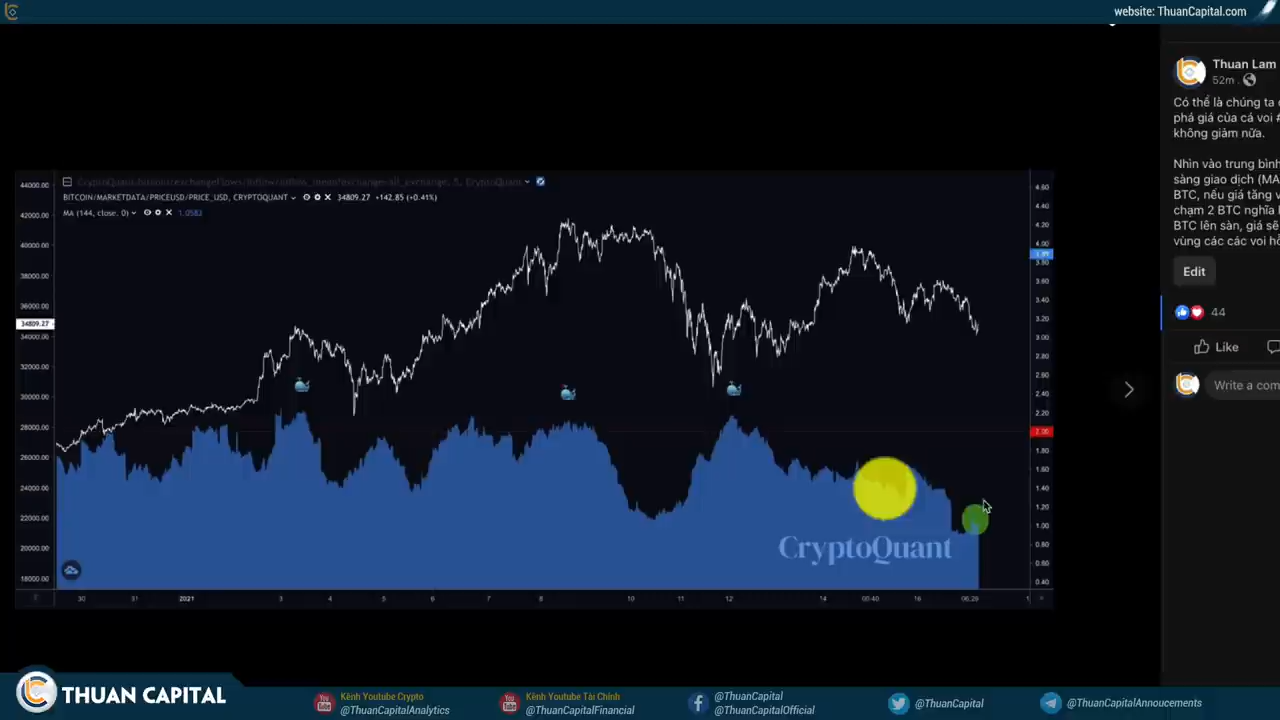 website: ThuanCapital.com
Thuan Lam
52m
Có thể là chúng ta
phá giá của cá voi
không giảm nữa.
Nhìn vào trung bình
sàng giao dịch (MA
BTC, nếu giá tăng
chạm 2 BTC nghĩa
BTC lên sàn, giá sẽ
vùng các các voi
Edit
44
Like
Write a com
BITCOIN/MARKETDATA/PRICEUSD/PRICE_USD, CRYPTOQUANT 34809.27 +142.85 (+0.41%)
MA (144, close, 0) 1.0583
44000.00
42000.00
40000.00
38000.00
36000.00
34809.27
34000.00
32000.00
30000.00
28000.00
26000.00
24000.00
22000.00
20000.00
18000.00
4.60
4.40
4.20
4.00
3.80
3.60
3.40
3.20
3.00
2.80
2.60
2.40
2.20
2.00
1.80
1.60
1.40
1.20
1.00
0.80
0.60
0.40
CryptoQuant
30 31 2021 3 4 5 6 7 8 10 11 12 14 16 06:29
THUAN CAPITAL
Kênh Youtube Crypto
@ThuanCapitalAnalytics
Kênh Youtube Tài Chính
@ThuanCapitalFinancial
@ThuanCapital
@ThuanCapitalOfficial
@ThuanCapital
@ThuanCapitalAnnoucements